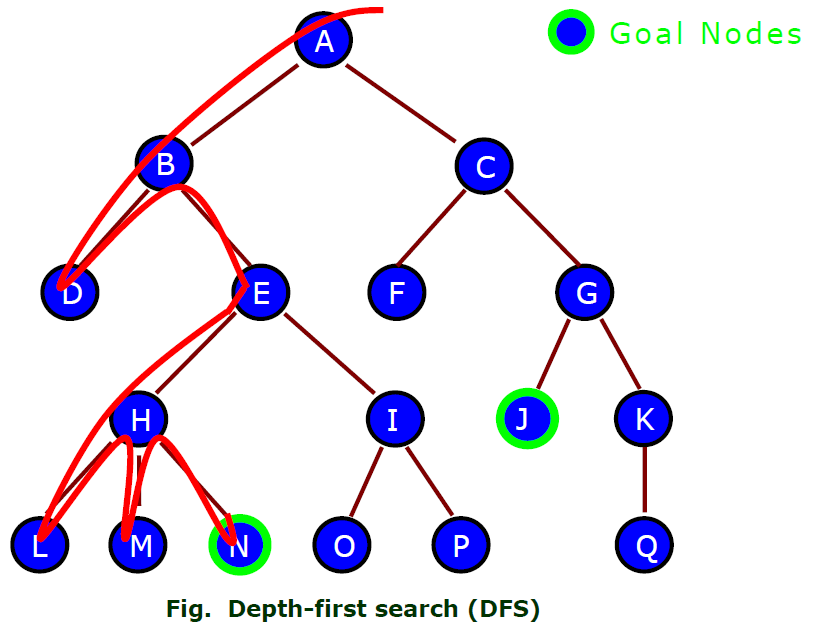 A
Goal Nodes
B
C
D
E
F
G
H
I
J
K
L
M
N
O
P
Q
Fig. Depth-first search (DFS)